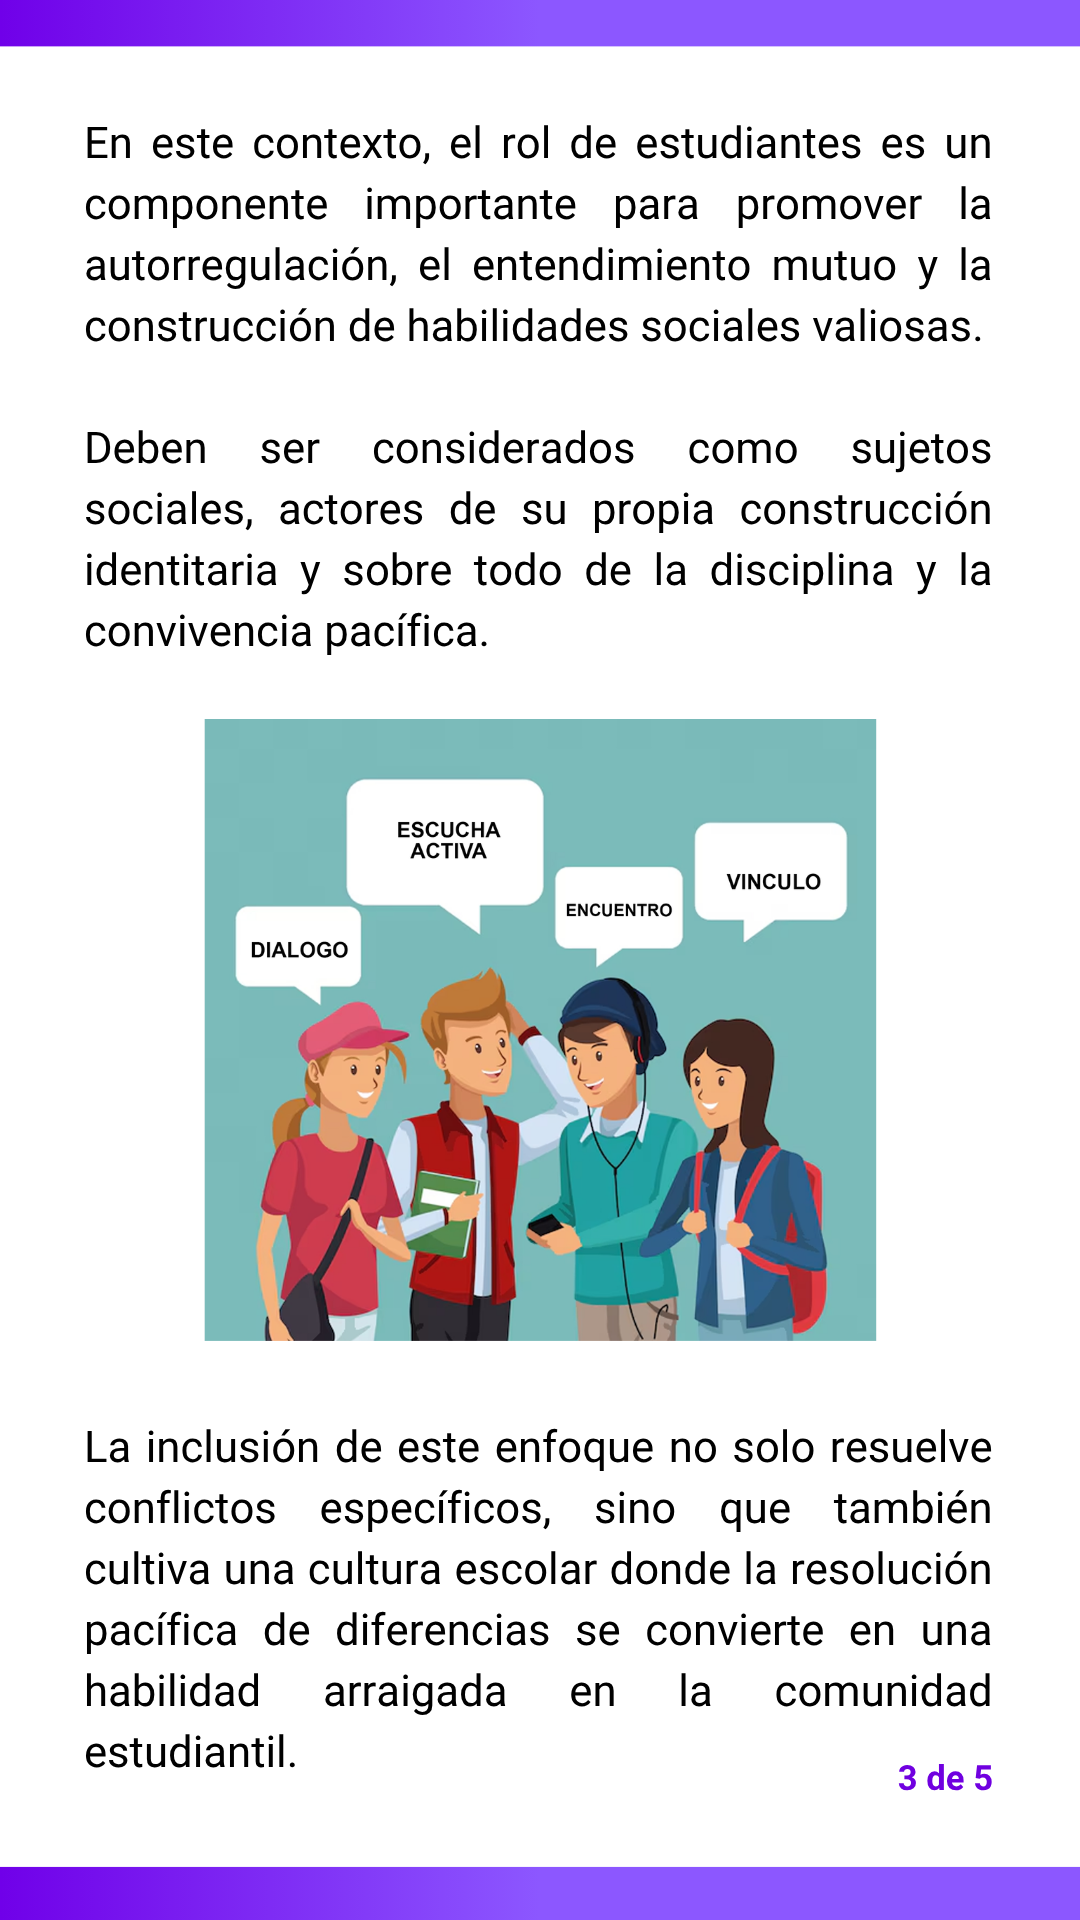 En este contexto, el rol de estudiantes es un
componente importante para promover la
autorregulación, el entendimiento mutuo y la
construcción de habilidades sociales valiosas.
Deben ser considerados como sujetos
sociales, actores de su propia construcción
identitaria y sobre todo de la disciplina y la
convivencia pacífica.
ESCUCHA
ACTIVA
VINCULO
ENCUENTRO
DIALOGO
La inclusión de este enfoque no solo resuelve
conflictos específicos, sino que también
cultiva una cultura escolar donde la resolución
pacífica de diferencias se convierte en una
habilidad arraigada en la comunidad
estudiantil.
3 de 5